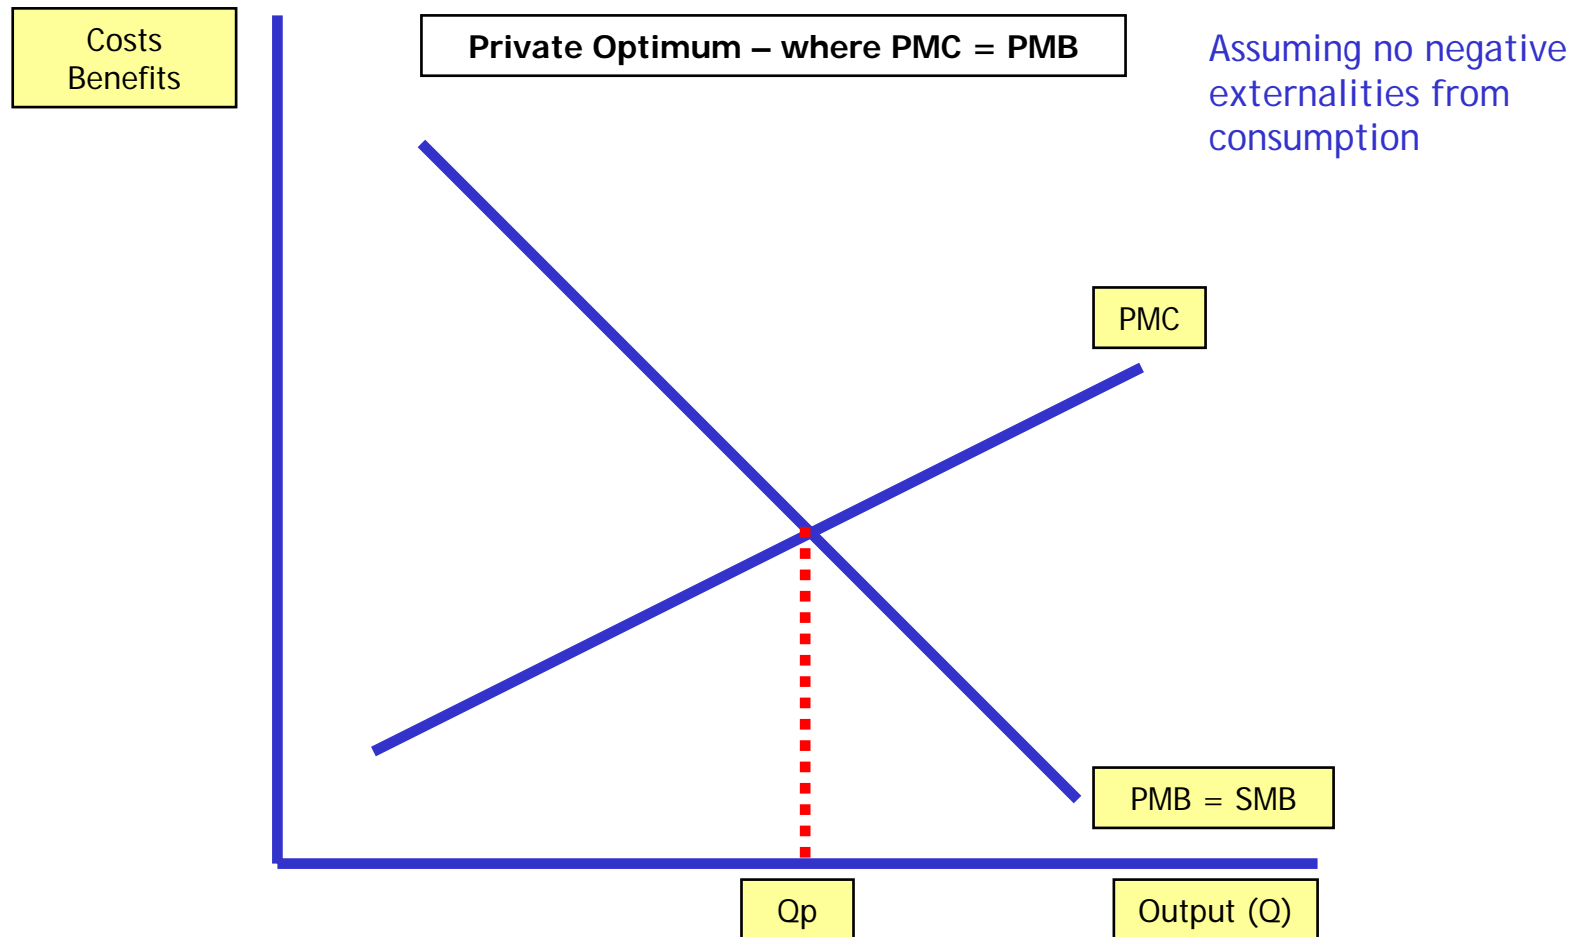 Costs
Benefits
Private Optimum – where PMC = PMB
Assuming no negative
externalities from
consumption
PMC
PMB = SMB
Qp
Output (Q)